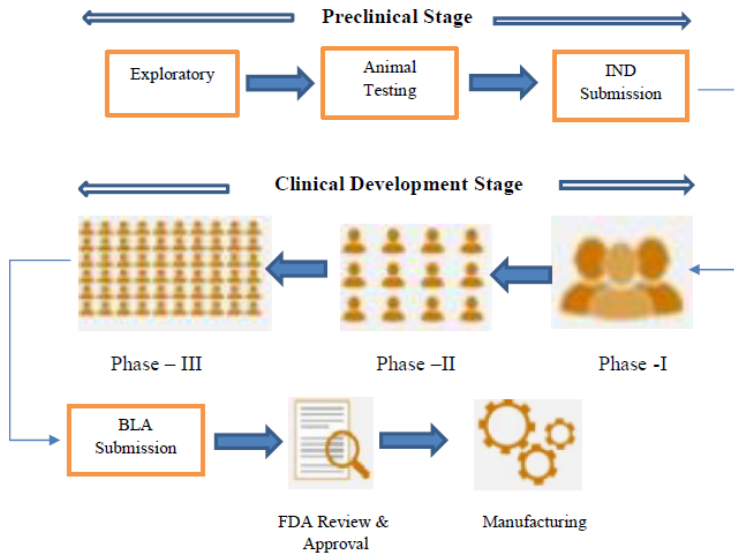 Preclinical Stage
Exploratory
Animal
Testing
IND
Submission
Clinical Development Stage
Phase – III
Phase –II
Phase -I
BLA
Submission
FDA Review &
Approval
Manufacturing